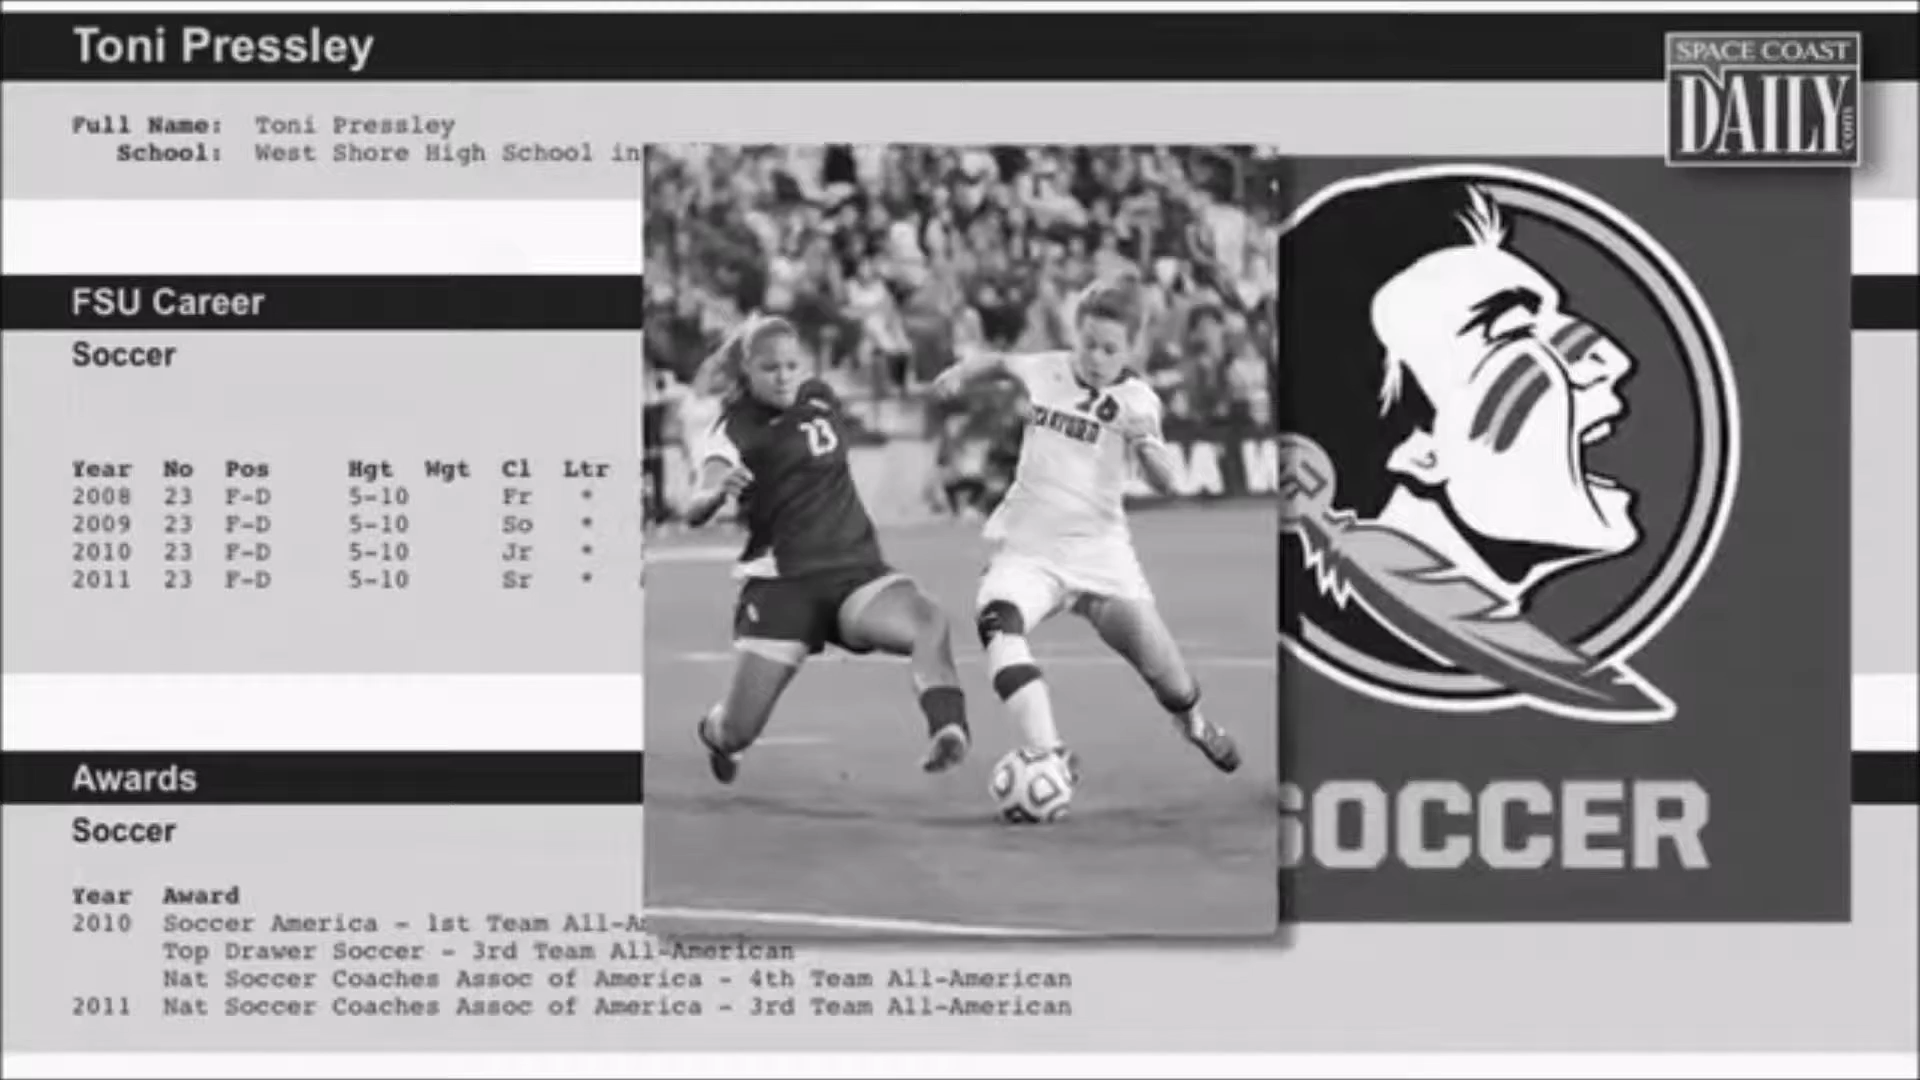 Toni Pressley
SPACE COAST
DAILY
.com
Full Name: Toni Pressley
School: West Shore High School in
FSU Career
Soccer
Year No Pos Hgt Wgt Cl Ltr
2008 23 F-D 5-10 Fr *
2009 23 F-D 5-10 So *
2010 23 F-D 5-10 Jr *
2011 23 F-D 5-10 Sr *
23
16
STANFORD
SOCCER
Awards
Soccer
Year Award
2010 Soccer America - 1st Team All-A
Top Drawer Soccer - 3rd Team All-American
Nat Soccer Coaches Assoc of America - 4th Team All-American
2011 Nat Soccer Coaches Assoc of America - 3rd Team All-American